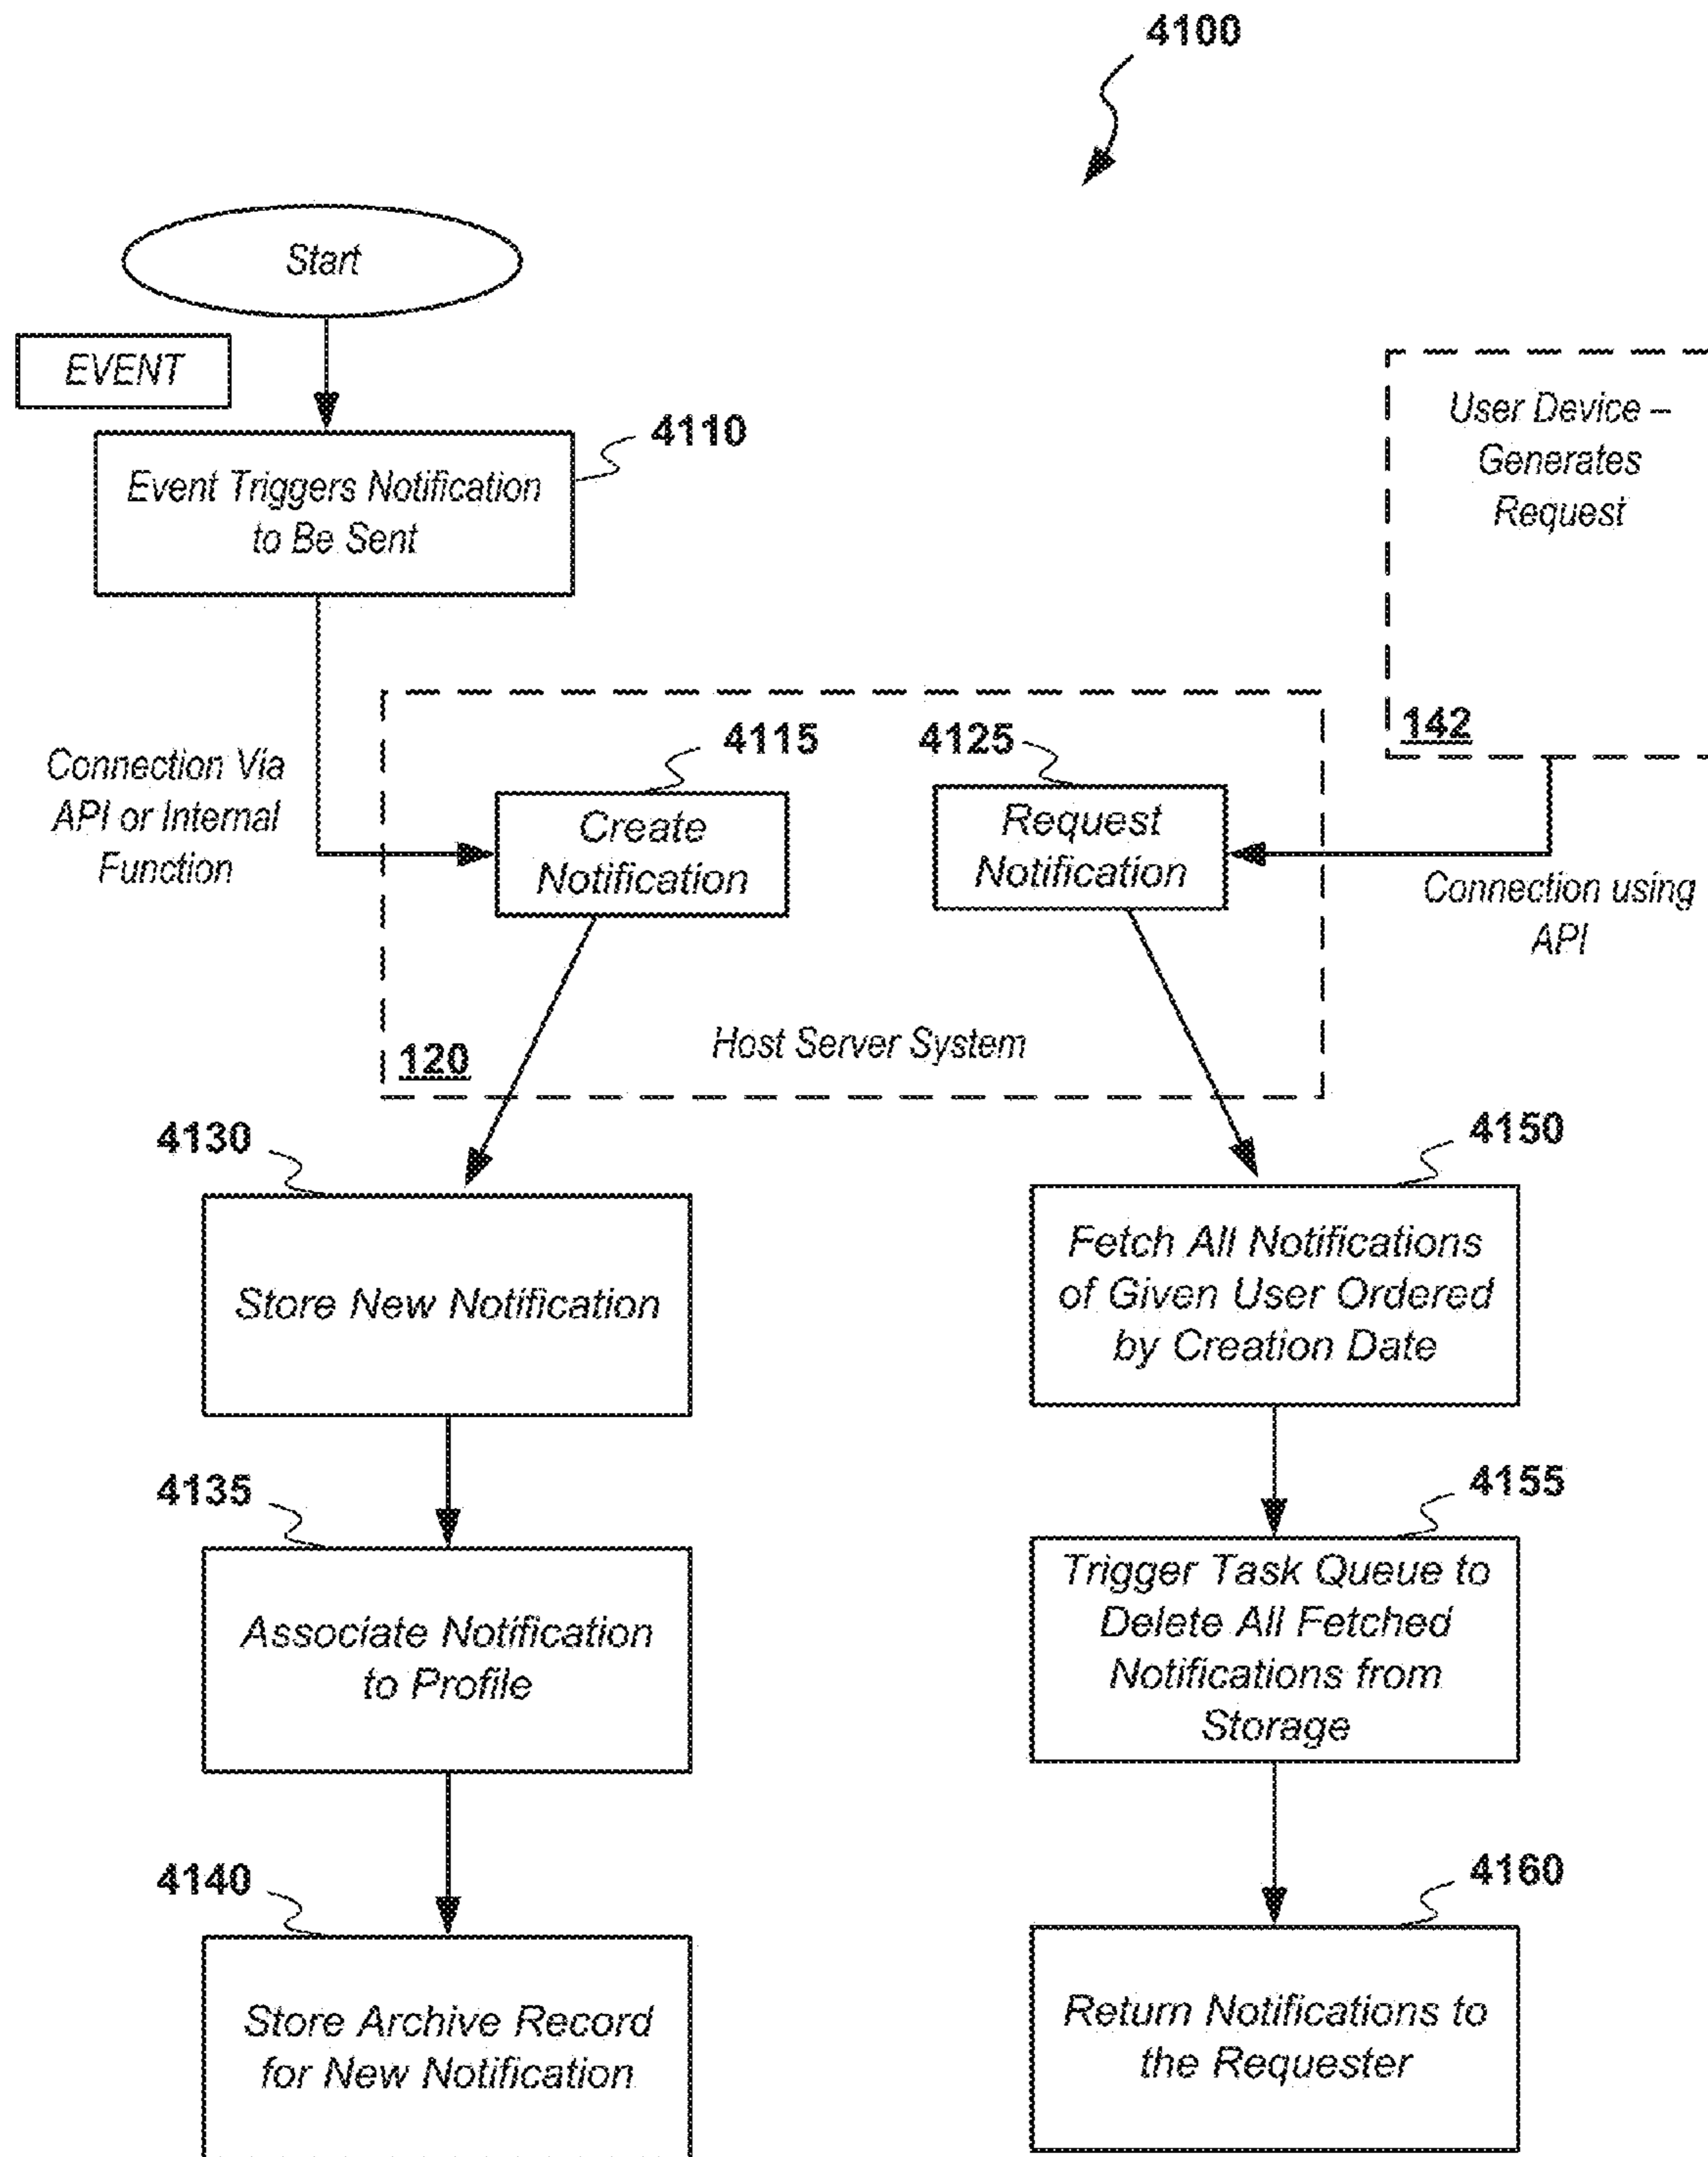 4100
Start
EVENT
4110
Event Triggers Notification
to Be Sent
User Device –
Generates
Request
142
Connection Via
API or Internal
Function
4115
Create
Notification
4125
Request
Notification
Connection using
API
Host Server System
120
4130
Store New Notification
4135
Associate Notification
to Profile
4140
Store Archive Record
for New Notification
4150
Fetch All Notifications
of Given User Ordered
by Creation Date
4155
Trigger Task Queue to
Delete All Fetched
Notifications from
Storage
4160
Return Notifications to
the Requester